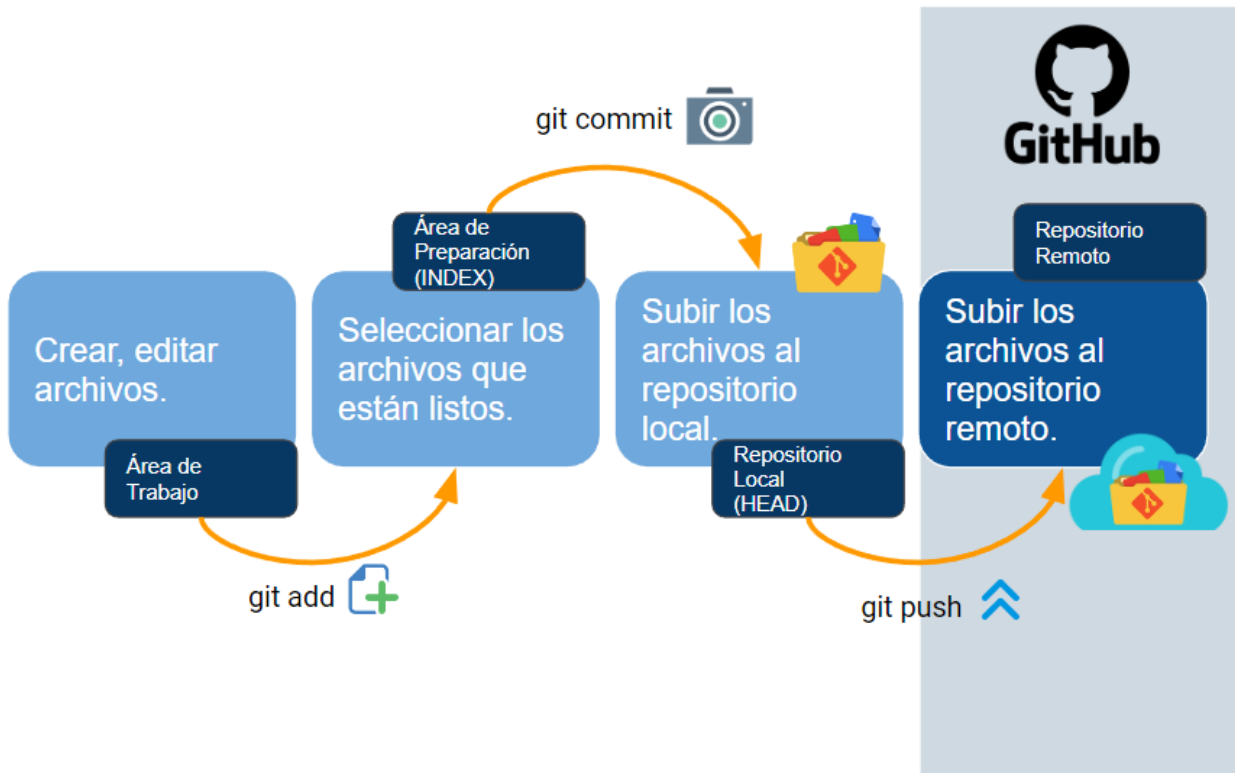 git commit
GitHub
Área de
Preparación
(INDEX)
Repositorio
Remoto
Crear, editar
archivos.
Seleccionar los
archivos que
están listos.
Subir los
archivos al
repositorio
local.
Subir los
archivos al
repositorio
remoto.
Área de
Trabajo
Repositorio
Local
(HEAD)
git add
git push